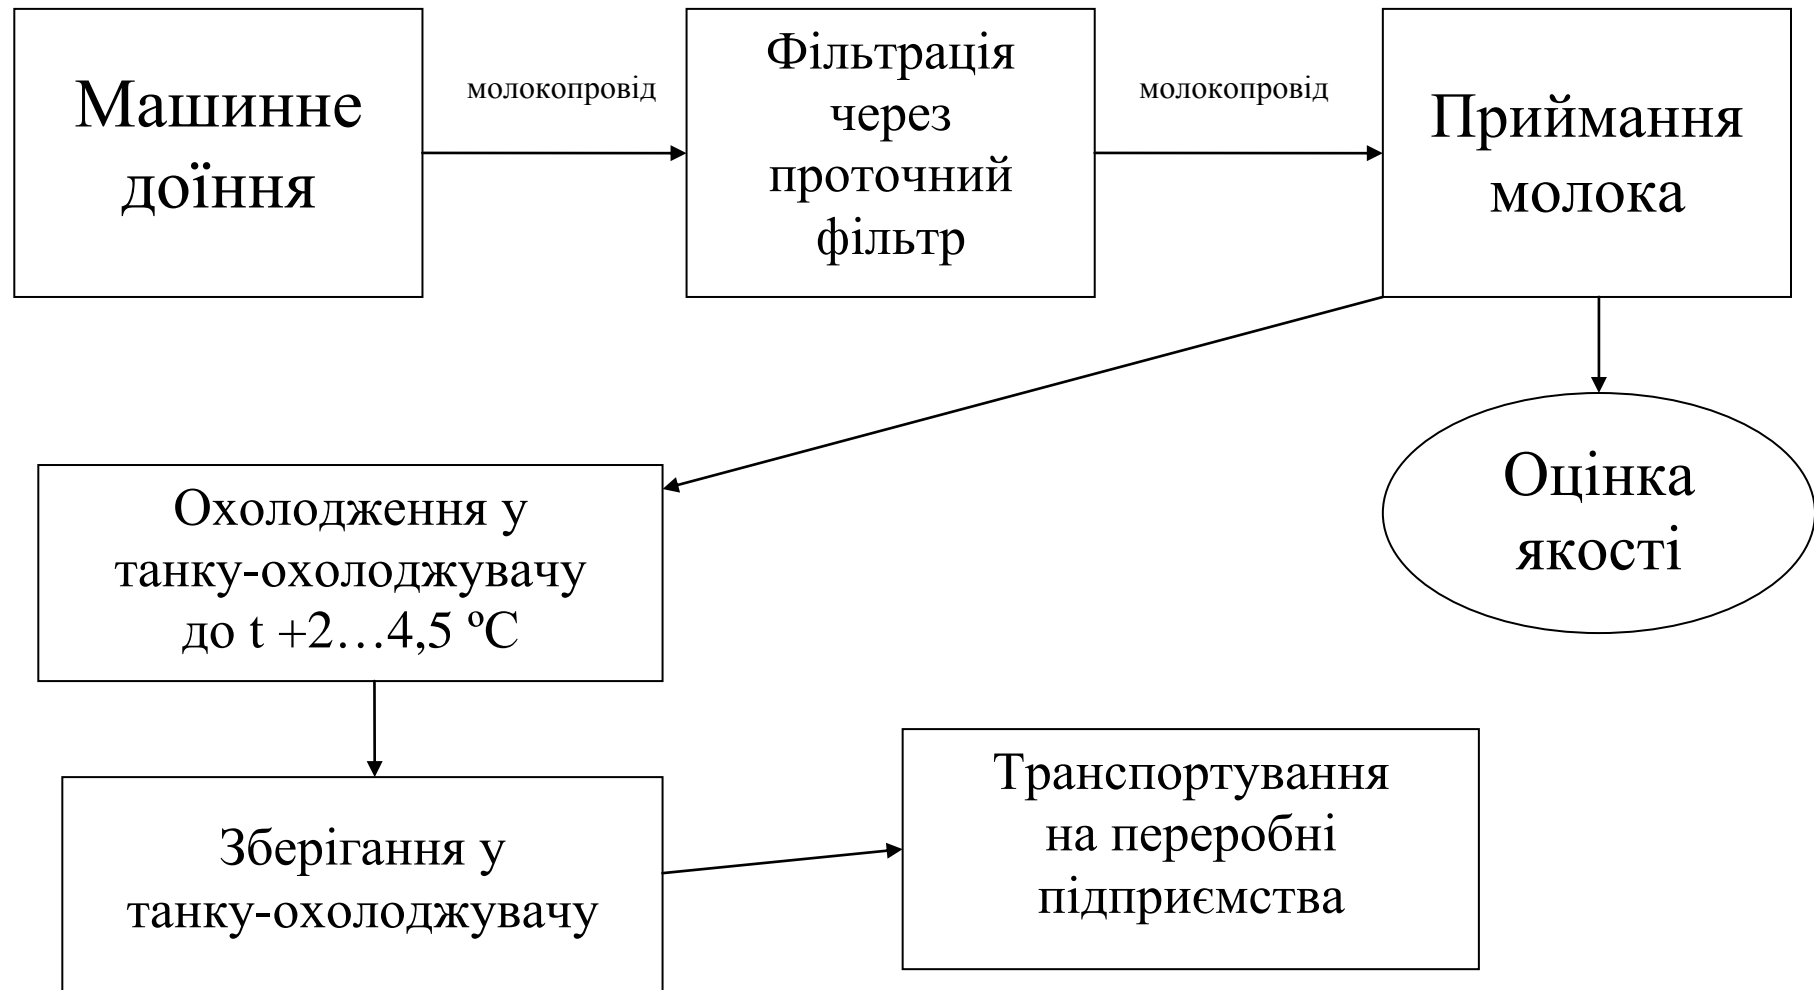 Машинне
доїння
молокопровід
Фільтрація
через
проточний
фільтр
молокопровід
Приймання
молока
Оцінка
якості
Охолодження у
танку-охолоджувачу
до t +2…4,5 ºС
Зберігання у
танку-охолоджувачу
Транспортування
на переробні
підприємства